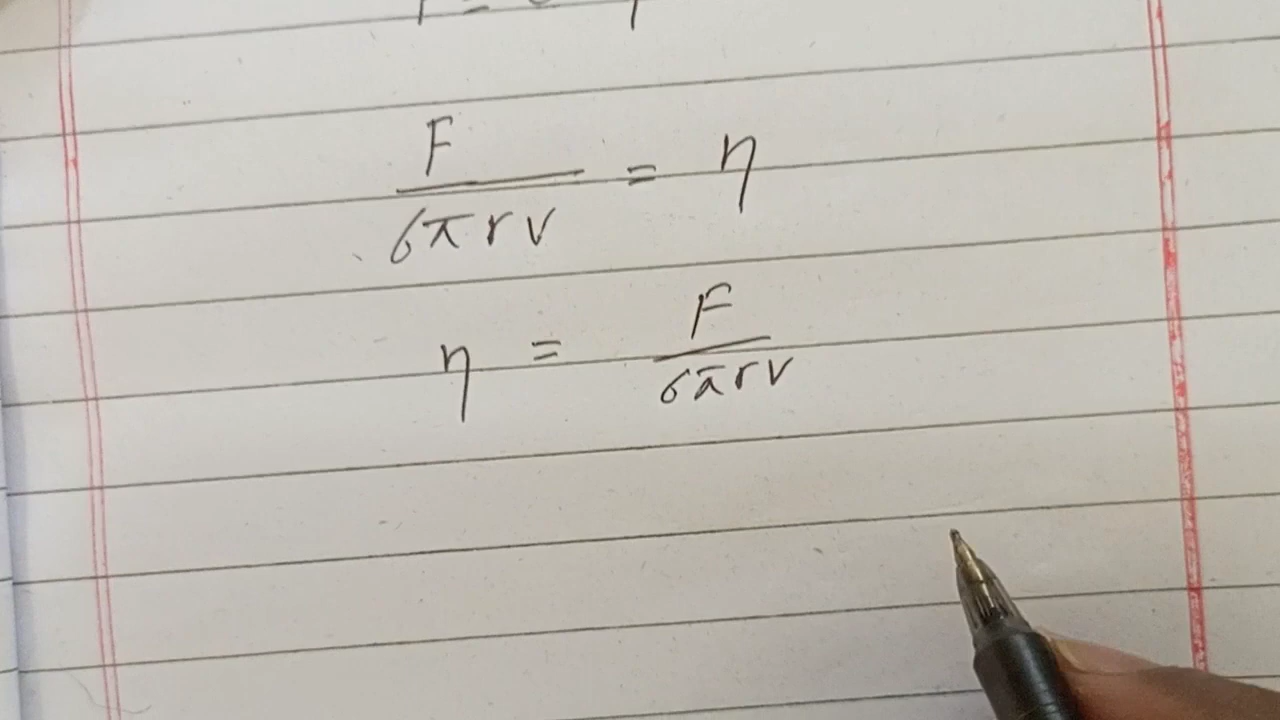 F / 6πrv = η
η = F / 6πrv